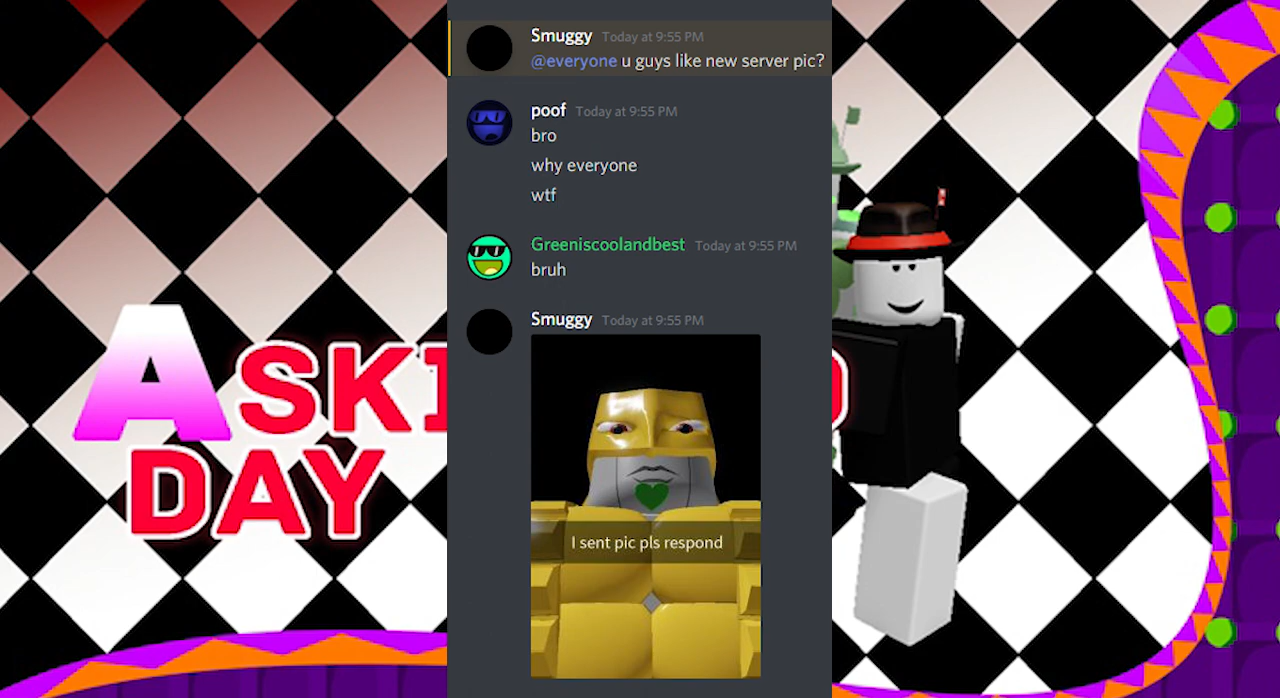 Smuggy Today at 9:55 PM
@everyone u guys like new server pic?
poof Today at 9:55 PM
bro
why everyone
wtf
Greeniscoolandbest Today at 9:55 PM
bruh
Smuggy Today at 9:55 PM
I sent pic pls respond
ASK
DAY